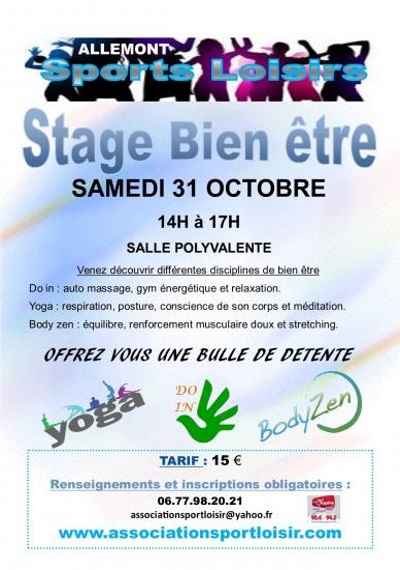 ALLEMONT
Sports Loisirs
Stage Bien être
SAMEDI 31 OCTOBRE
14H à 17H
SALLE POLYVALENTE
Venez découvrir différentes disciplines de bien être
Do in : auto massage, gym énergétique et relaxation.
Yoga : respiration, posture, conscience de son corps et méditation.
Body zen : équilibre, renforcement musculaire doux et stretching.
OFFREZ VOUS UNE BULLE DE DETENTE
yoga
DO
IN
BodyZen
TARIF : 15 €
Renseignements et inscriptions obligatoires :
06.77.98.20.21
associationsportloisir@yahoo.fr
www.associationsportloisir.com